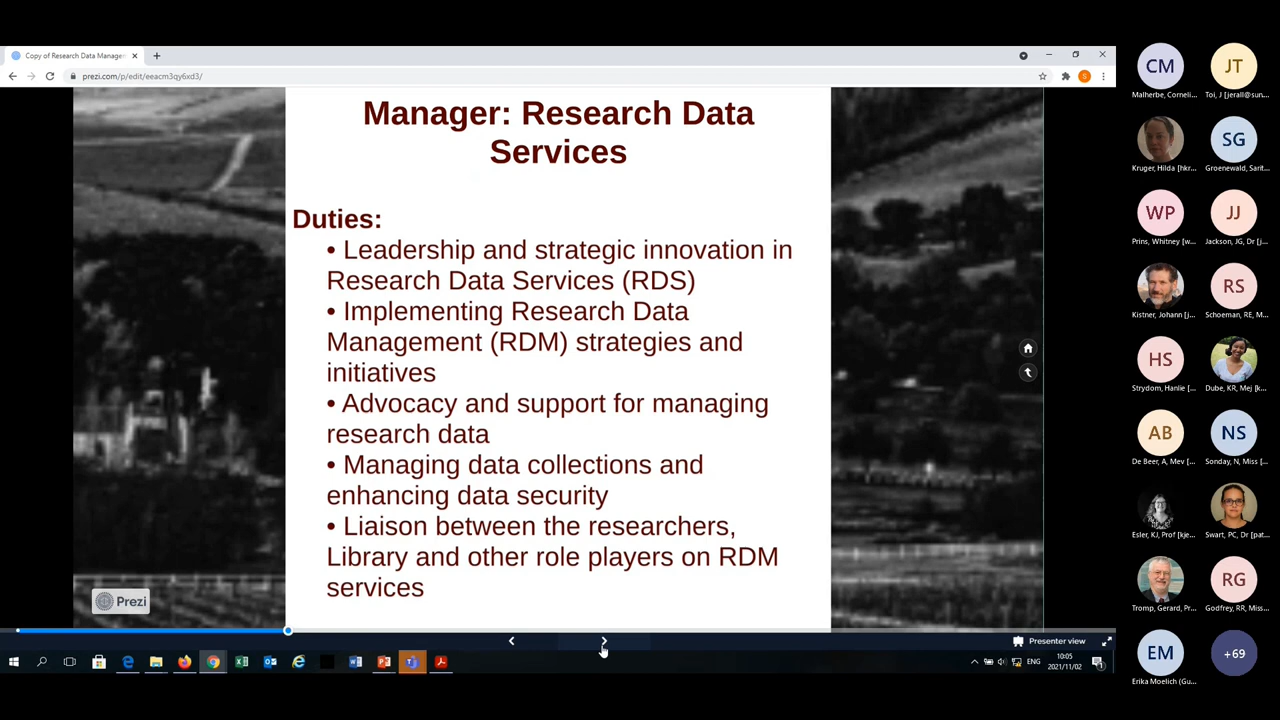 Copy of Research Data Manage
prezi.com/p/edit/eeacm3qy6xd3/
S
Manager: Research Data
Services
Duties:
• Leadership and strategic innovation in
Research Data Services (RDS)
• Implementing Research Data
Management (RDM) strategies and
initiatives
• Advocacy and support for managing
research data
• Managing data collections and
enhancing data security
• Liaison between the researchers,
Library and other role players on RDM
services
Prezi
Presenter view
ENG
10:05
2021/11/02
CM
JT
Malherbe, Corneli...
Toi, J [jerall@sun...
SG
Kruger, Hilda [hkr...
Groenewald, Sarit...
WP
JJ
Prins, Whitney [w...
Jackson, JG, Dr [j...
RS
Kistner, Johann [j...
Schoeman, RE, M...
HS
Strydom, Hanlie [...
Dube, KR, Mej [k...
AB
NS
De Beer, A, Mev [...
Sonday, N, Miss [...
Esler, KJ, Prof [kje...
Swart, PC, Dr [pat...
RG
Tromp, Gerard, Pr...
Godfrey, RR, Miss...
EM
+69
Erika Moelich (Gu...